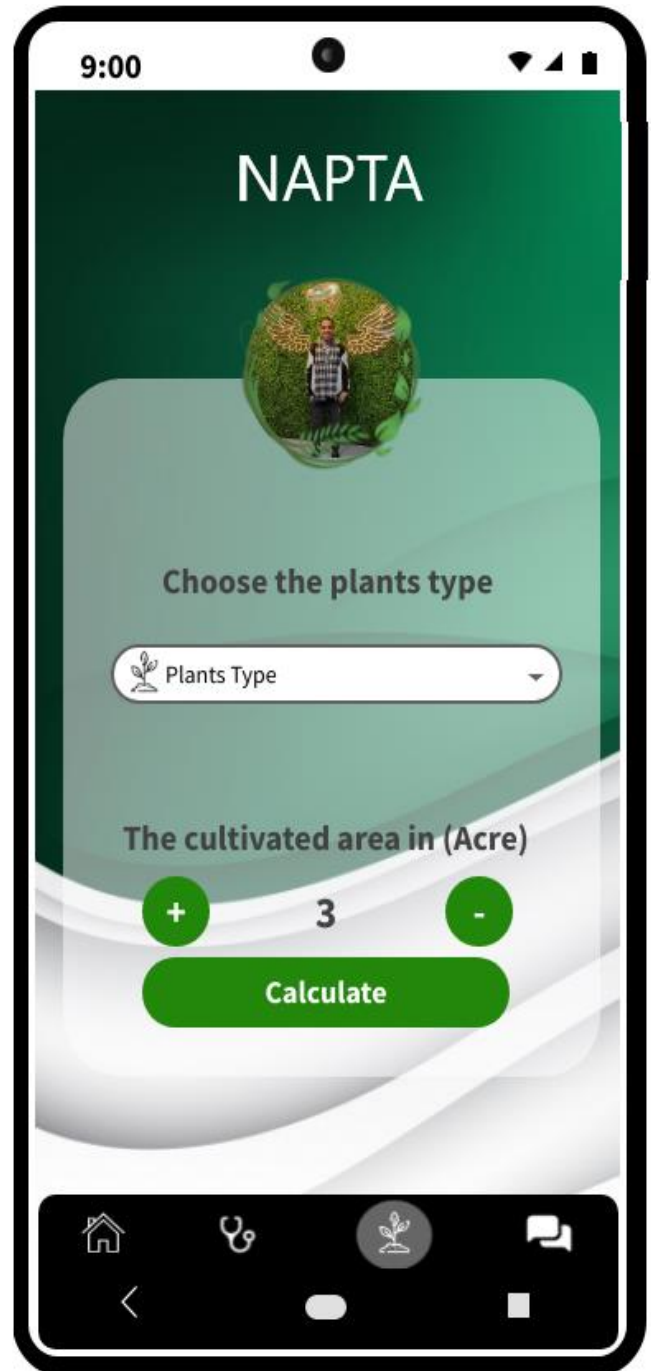 9:00
NAPTA
Choose the plants type
Plants Type
The cultivated area in (Acre)
+ 3 -
Calculate